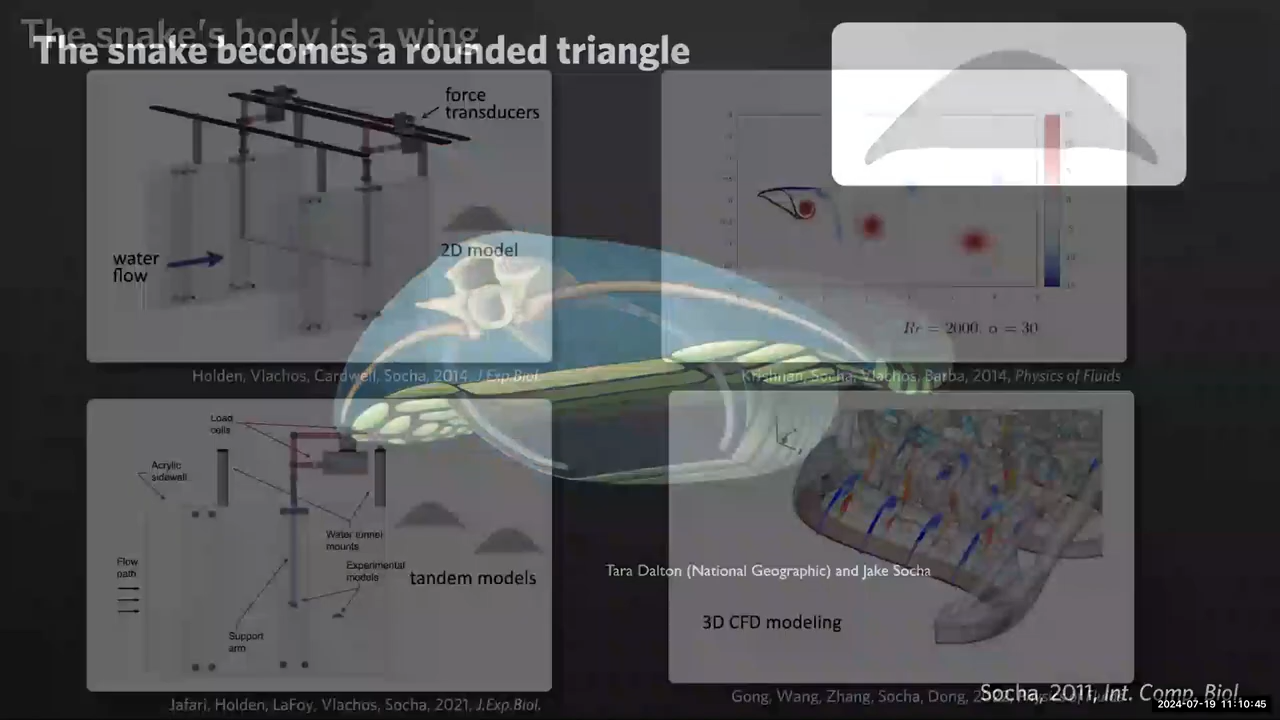 The snake's body is a wing
The snake becomes a rounded triangle
force
transducers
2D model
water
flow
Re = 2000, α = 30
Holden, Vlachos, Cardwell, Socha, 2014, J.Exp.Biol.
Krishnan, Socha, Vlachos, Barba, 2014, Physics of Fluids
Load
cells
Acrylic
sidewall
Water tunnel
mounts
Flow
path
Experimental
models
tandem models
Support
arm
Tara Dalton (National Geographic) and Jake Socha
3D CFD modeling
Jafari, Holden, LaFoy, Vlachos, Socha, 2021, J.Exp.Biol.
Gong, Wang, Zhang, Socha, Dong,
Socha, 2011, Int. Comp. Biol.
2024-07-19 11:10:45